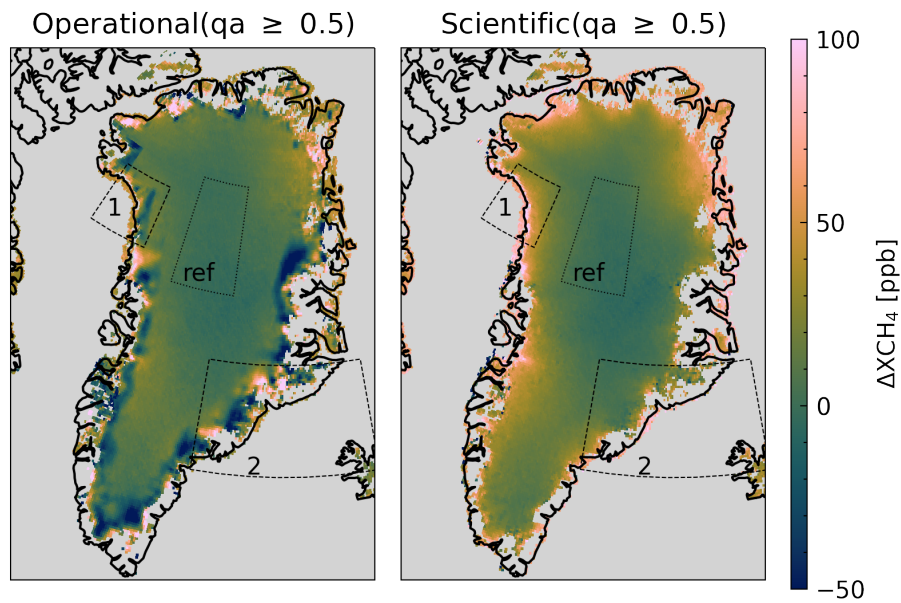 Operational(qa ≥ 0.5)
Scientific(qa ≥ 0.5)
1
ref
2
1
ref
2
100
50
0
−50
ΔXCH₄ [ppb]